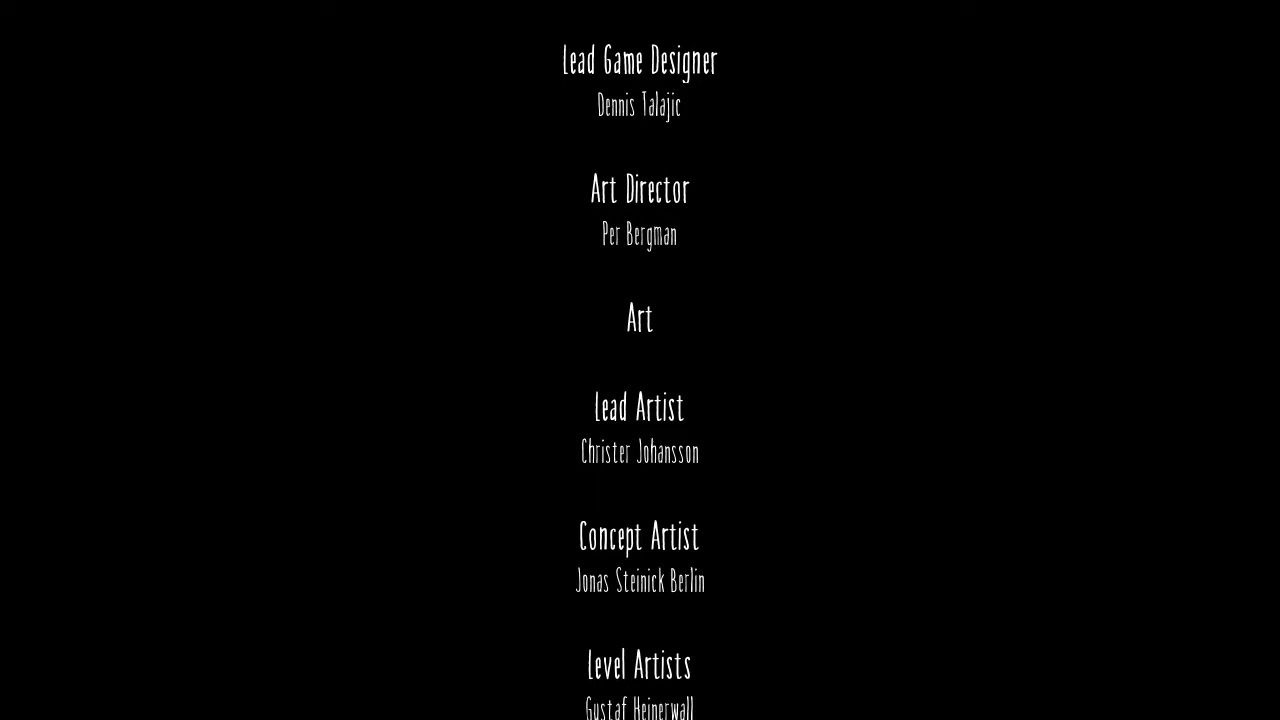 Lead Game Designer
Dennis Talajic
Art Director
Per Bergman
Art
Lead Artist
Christer Johansson
Concept Artist
Jonas Steinick Berlin
Level Artists
Gustaf Heinerwall